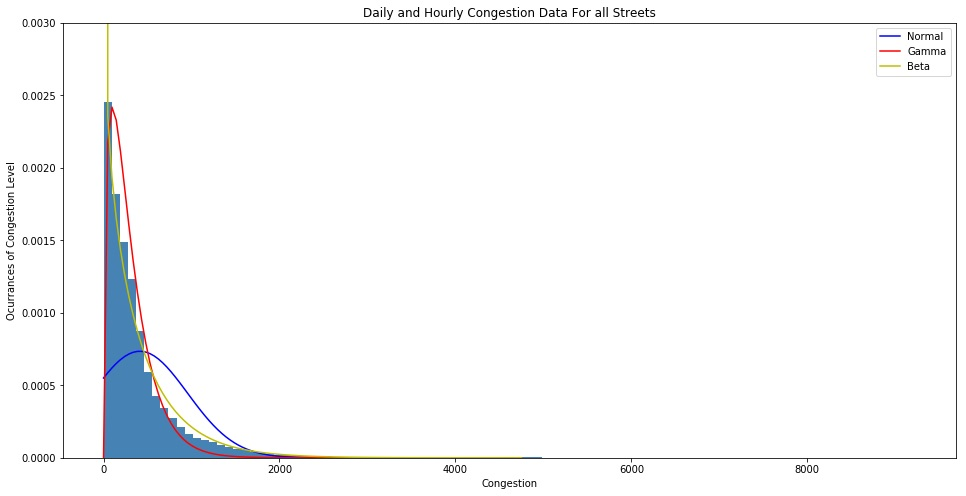 Daily and Hourly Congestion Data For all Streets
Normal
Gamma
Beta
0.0030
0.0025
0.0020
0.0015
0.0010
0.0005
0.0000
Ocurrances of Congestion Level
0
2000
4000
6000
8000
Congestion